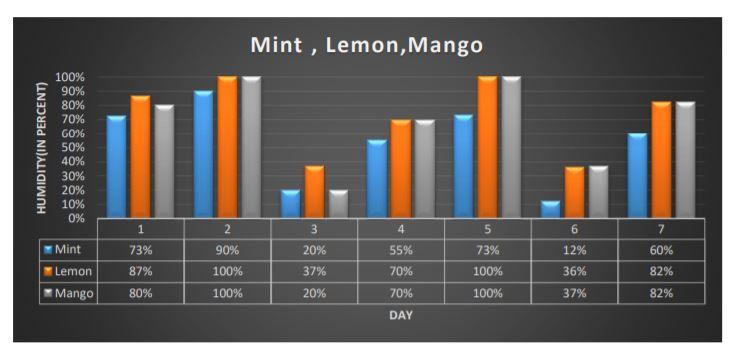 Mint , Lemon,Mango
HUMIDITY(IN PERCENT)
100%
90%
80%
70%
60%
50%
40%
30%
20%
10%
0%
1 2 3 4 5 6 7
Mint 73% 90% 20% 55% 73% 12% 60%
Lemon 87% 100% 37% 70% 100% 36% 82%
Mango 80% 100% 20% 70% 100% 37% 82%
DAY